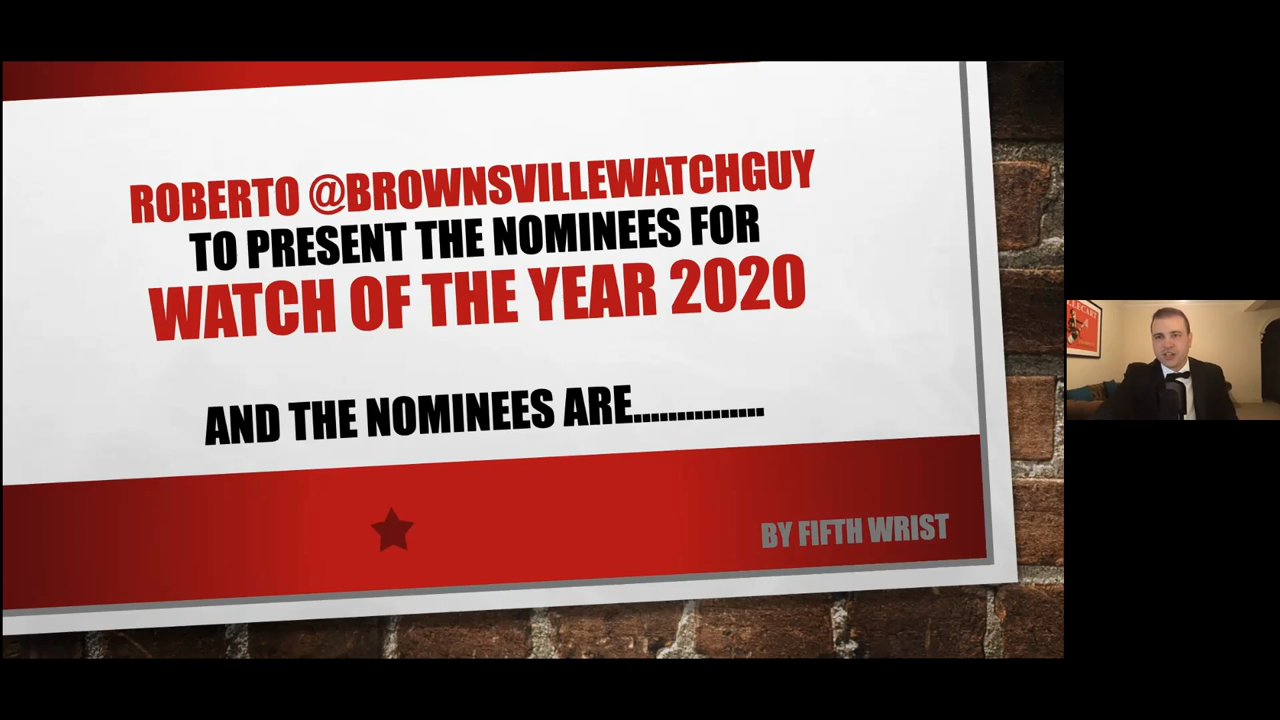 ROBERTO @BROWNSVILLEWATCHGUY
TO PRESENT THE NOMINEES FOR
WATCH OF THE YEAR 2020
AND THE NOMINEES ARE...............
BY FIFTH WRIST